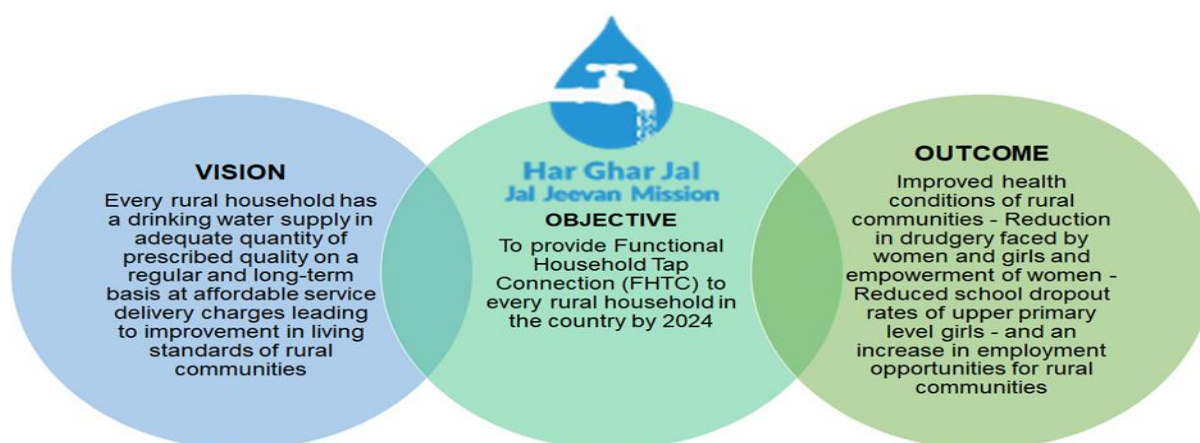 VISION
Every rural household has
a drinking water supply in
adequate quantity of
prescribed quality on a
regular and long-term
basis at affordable service
delivery charges leading
to improvement in living
standards of rural
communities
Har Ghar Jal
Jal Jeevan Mission
OBJECTIVE
To provide Functional
Household Tap
Connection (FHTC) to
every rural household in
the country by 2024
OUTCOME
Improved health
conditions of rural
communities - Reduction
in drudgery faced by
women and girls and
empowerment of women -
Reduced school dropout
rates of upper primary
level girls - and an
increase in employment
opportunities for rural
communities